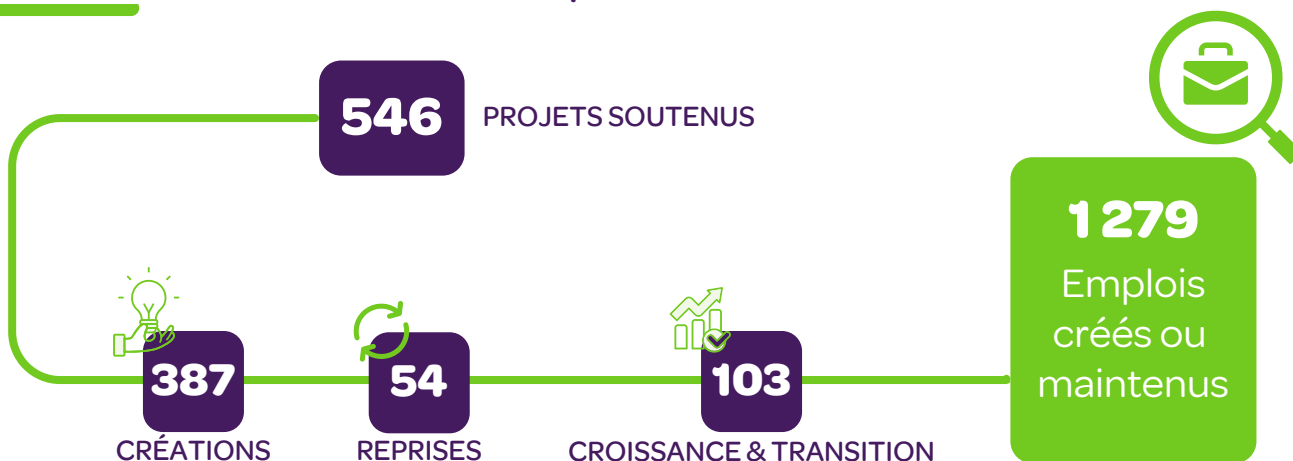 546
PROJETS SOUTENUS
387
CRÉATIONS
54
REPRISES
103
CROISSANCE & TRANSITION
1 279
Emplois
créés ou
maintenus